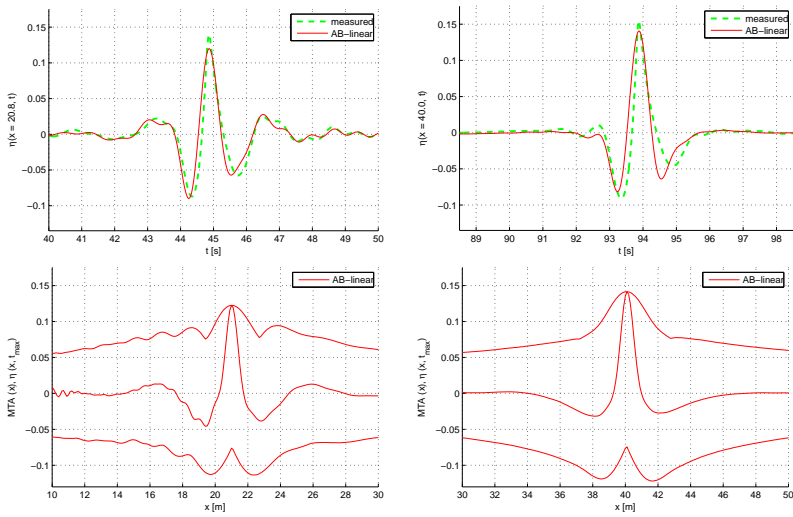 measured
AB−linear
η(x = 20.8, t)
0.15
0.1
0.05
0
−0.05
−0.1
40 41 42 43 44 45 46 47 48 49 50
t [s]
measured
AB−linear
η(x = 40.0, t)
0.15
0.1
0.05
0
−0.05
−0.1
89 90 91 92 93 94 95 96 97 98
t [s]
AB−linear
MTA (x), η (x, tmax)
0.15
0.1
0.05
0
−0.05
−0.1
10 12 14 16 18 20 22 24 26 28 30
x [m]
AB−linear
MTA (x), η (x, tmax)
0.15
0.1
0.05
0
−0.05
−0.1
30 32 34 36 38 40 42 44 46 48 50
x [m]